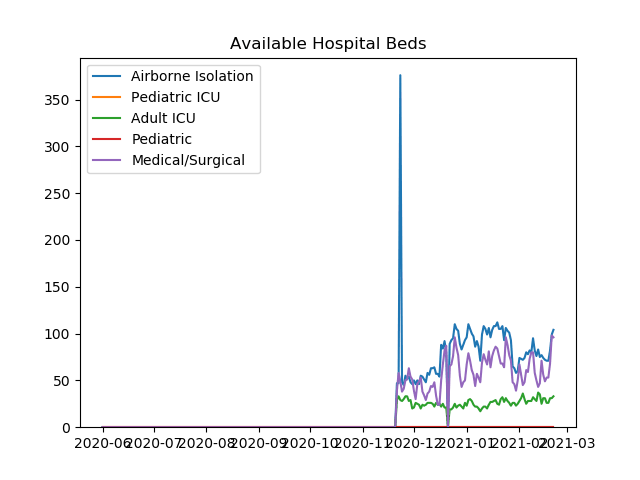 Available Hospital Beds
Airborne Isolation
Pediatric ICU
Adult ICU
Pediatric
Medical/Surgical
350
300
250
200
150
100
50
0
2020-06 2020-07 2020-08 2020-09 2020-10 2020-11 2020-12 2021-01 2021-02 2021-03